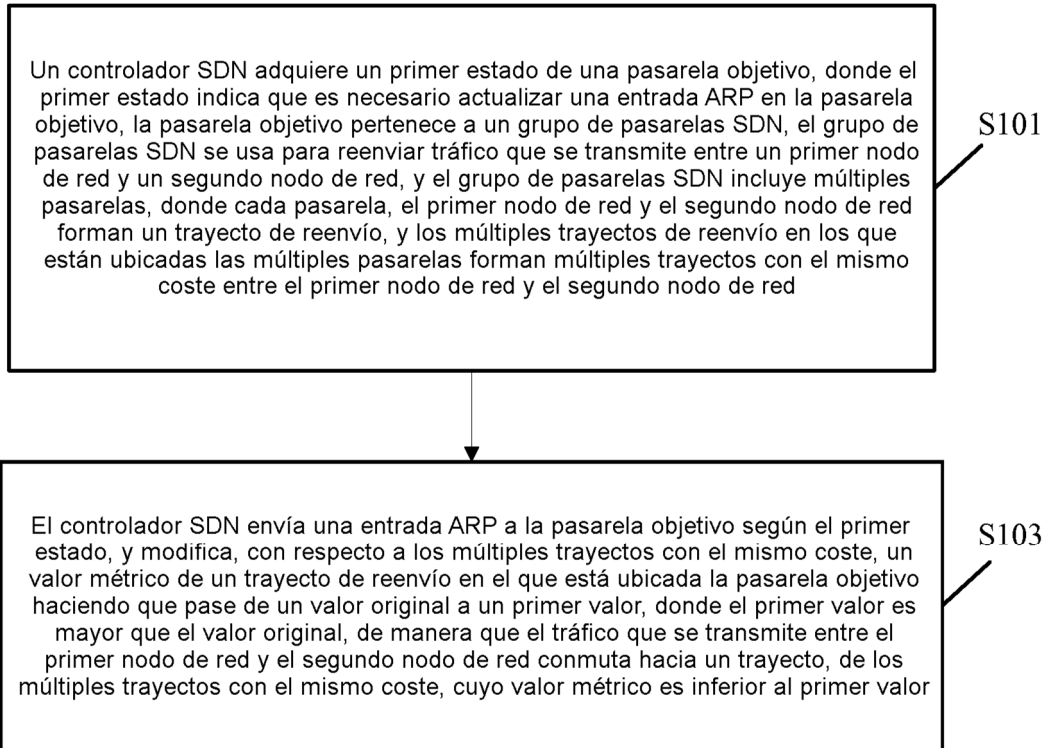 Un controlador SDN adquiere un primer estado de una pasarela objetivo, donde el
primer estado indica que es necesario actualizar una entrada ARP en la pasarela
objetivo, la pasarela objetivo pertenece a un grupo de pasarelas SDN, el grupo de
pasarelas SDN se usa para reenviar tráfico que se transmite entre un primer nodo
de red y un segundo nodo de red, y el grupo de pasarelas SDN incluye múltiples
pasarelas, donde cada pasarela, el primer nodo de red y el segundo nodo de red
forman un trayecto de reenvío, y los múltiples trayectos de reenvío en los que
están ubicadas las múltiples pasarelas forman múltiples trayectos con el mismo
coste entre el primer nodo de red y el segundo nodo de red
S101
El controlador SDN envía una entrada ARP a la pasarela objetivo según el primer
estado, y modifica, con respecto a los múltiples trayectos con el mismo coste, un
valor métrico de un trayecto de reenvío en el que está ubicada la pasarela objetivo
haciendo que pase de un valor original a un primer valor, donde el primer valor es
mayor que el valor original, de manera que el tráfico que se transmite entre el
primer nodo de red y el segundo nodo de red conmuta hacia un trayecto, de los
múltiples trayectos con el mismo coste, cuyo valor métrico es inferior al primer valor
S103